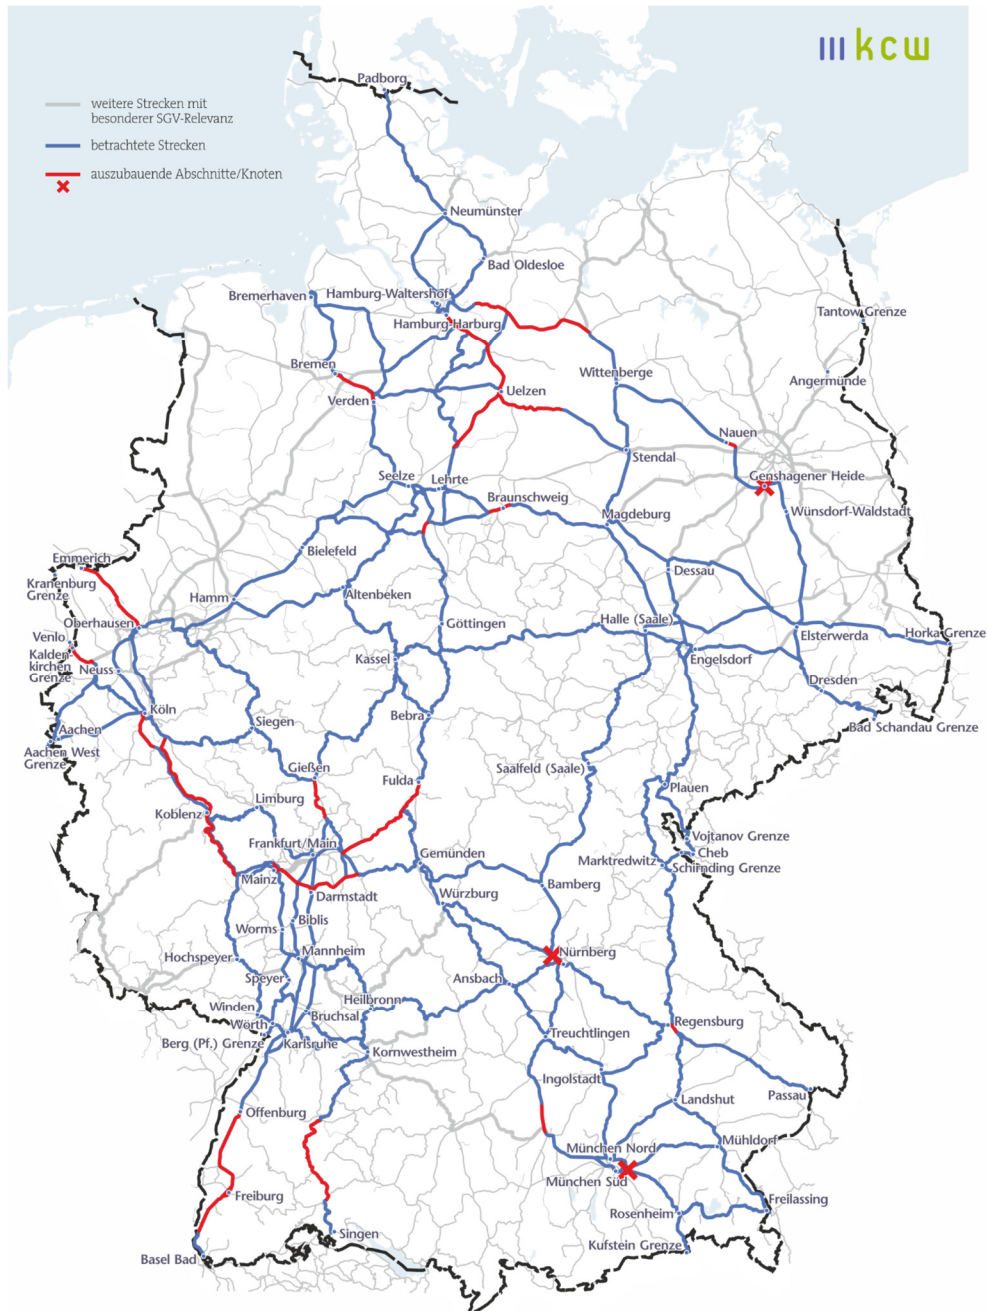 kcw
Padborg
weitere Strecken mit
besonderer SGV-Relevanz
betrachtete Strecken
auszubauende Abschnitte/Knoten
Neumünster
Bad Oldesloe
Bremerhaven
Hamburg-Waltershof
Hamburg-Harburg
Tantow Grenze
Bremen
Wittenberge
Angermünde
Verden
Uelzen
Nauen
Stendal
Seelze
Lehrte
Genshagener Heide
Braunschweig
Magdeburg
Wünsdorf-Waldstadt
Bielefeld
Emmerich
Kranenburg
Grenze
Dessau
Hamm
Altenbeken
Oberhausen
Göttingen
Halle (Saale)
Elsterwerda
Horka Grenze
Venlo
Kalden-
kirchen
Grenze
Neuss
Kassel
Engelsdorf
Dresden
Köln
Bebra
Siegen
Aachen
Bad Schandau Grenze
Aachen West
Grenze
Gießen
Fulda
Saalfeld (Saale)
Plauen
Limburg
Koblenz
Vojtanov Grenze
Frankfurt/Main
Gemünden
Cheb
Marktredwitz
Schirnding Grenze
Mainz
Bamberg
Darmstadt
Würzburg
Biblis
Worms
Mannheim
Nürnberg
Hochspeyer
Speyer
Ansbach
Heilbronn
Winden
Bruchsal
Wörth
Regensburg
Berg (Pf.) Grenze
Karlsruhe
Treuchtlingen
Kornwestheim
Ingolstadt
Passau
Landshut
Offenburg
Mühldorf
München Nord
München Süd
Freiburg
Freilassing
Rosenheim
Singen
Kufstein Grenze
Basel Bad